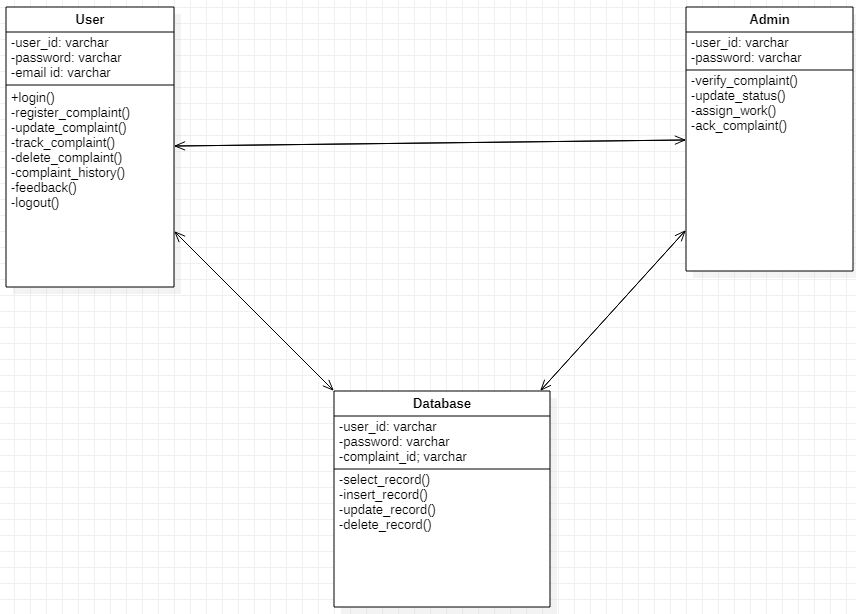 User
-user_id: varchar
-password: varchar
-email id: varchar
+login()
-register_complaint()
-update_complaint()
-track_complaint()
-delete_complaint()
-complaint_history()
-feedback()
-logout()
Admin
-user_id: varchar
-password: varchar
-verify_complaint()
-update_status()
-assign_work()
-ack_complaint()
Database
-user_id: varchar
-password: varchar
-complaint_id; varchar
-select_record()
-insert_record()
-update_record()
-delete_record()